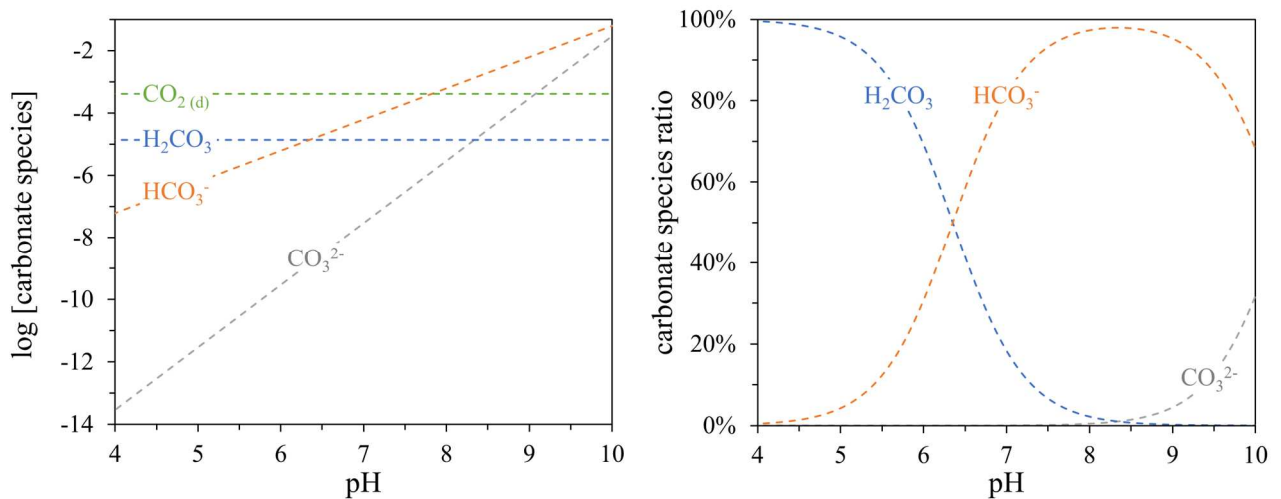 log [carbonate species]
-2
-4
-6
-8
-10
-12
-14
CO₂ (d)
H₂CO₃
HCO₃⁻
CO₃²⁻
4 5 6 7 8 9 10
pH
carbonate species ratio
100%
80%
60%
40%
20%
0%
H₂CO₃ HCO₃⁻
CO₃²⁻
4 5 6 7 8 9 10
pH